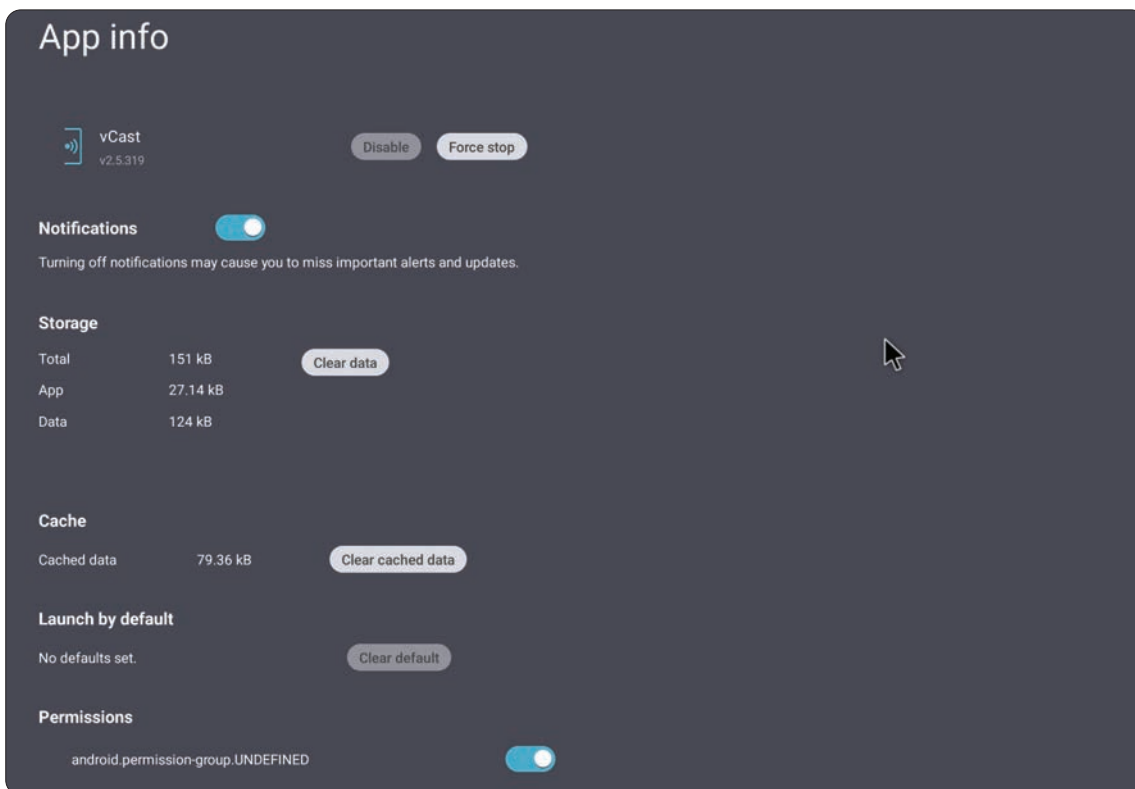 App info
vCast
v2.5.319
Disable
Force stop
Notifications
Turning off notifications may cause you to miss important alerts and updates.
Storage
Total 151 kB
Clear data
App 27.14 kB
Data 124 kB
Cache
Cached data 79.36 kB Clear cached data
Launch by default
No defaults set. Clear default
Permissions
android.permission-group.UNDEFINED